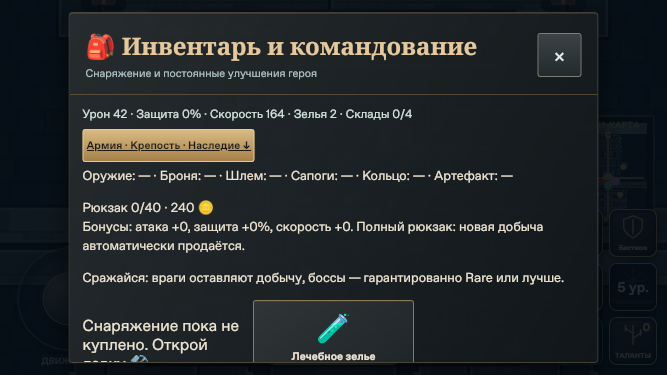 🎒 Инвентарь и командование
Снаряжение и постоянные улучшения героя
×
Урон 42 · Защита 0% · Скорость 164 · Зелья 2 · Склады 0/4
Армия · Крепость · Наследие ↓
Оружие: — · Броня: — · Шлем: — · Сапоги: — · Кольцо: — · Артефакт: —
Рюкзак 0/40 · 240 🪙
Бонусы: атака +0, защита +0%, скорость +0. Полный рюкзак: новая добыча
автоматически продаётся.
Сражайся: враги оставляют добычу, боссы — гарантированно Rare или лучше.
Снаряжение пока не
куплено. Открой
Лечебное зелье
5 ур.
ТАЛАНТЫ